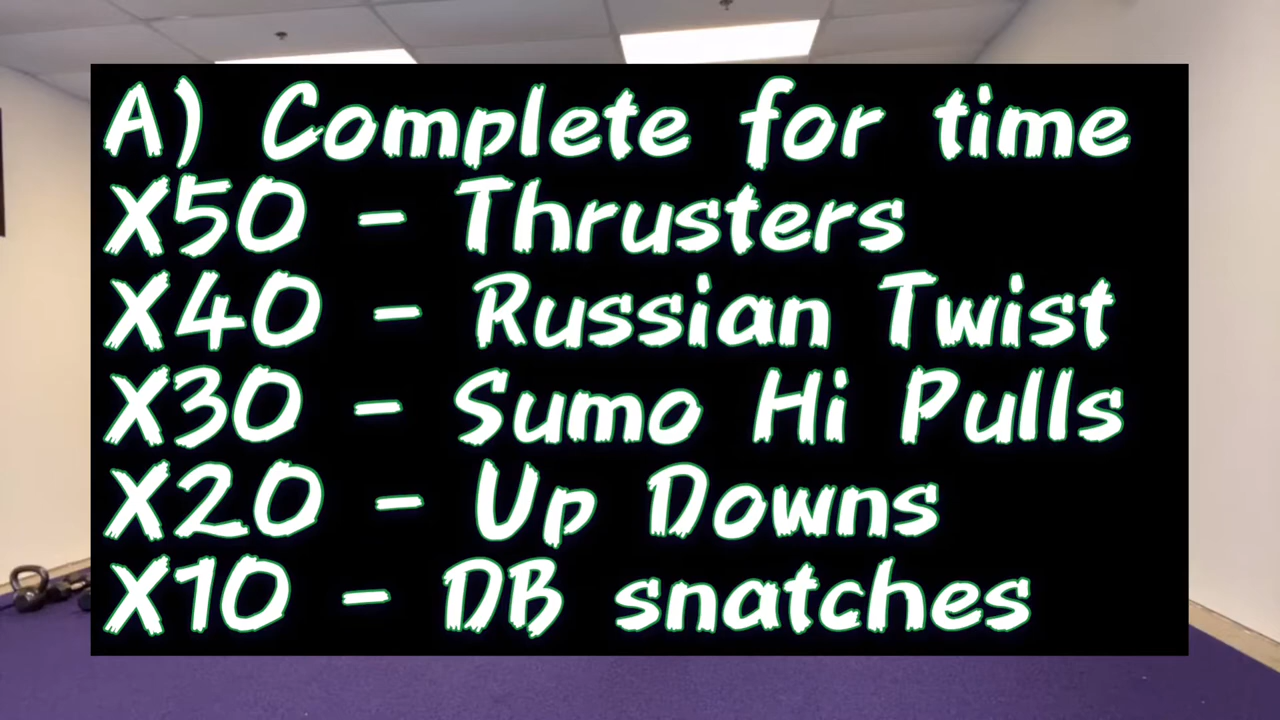 A) Complete for time
X50 - Thrusters
X40 - Russian Twist
X30 - Sumo Hi Pulls
X20 - Up Downs
X10 - DB snatches